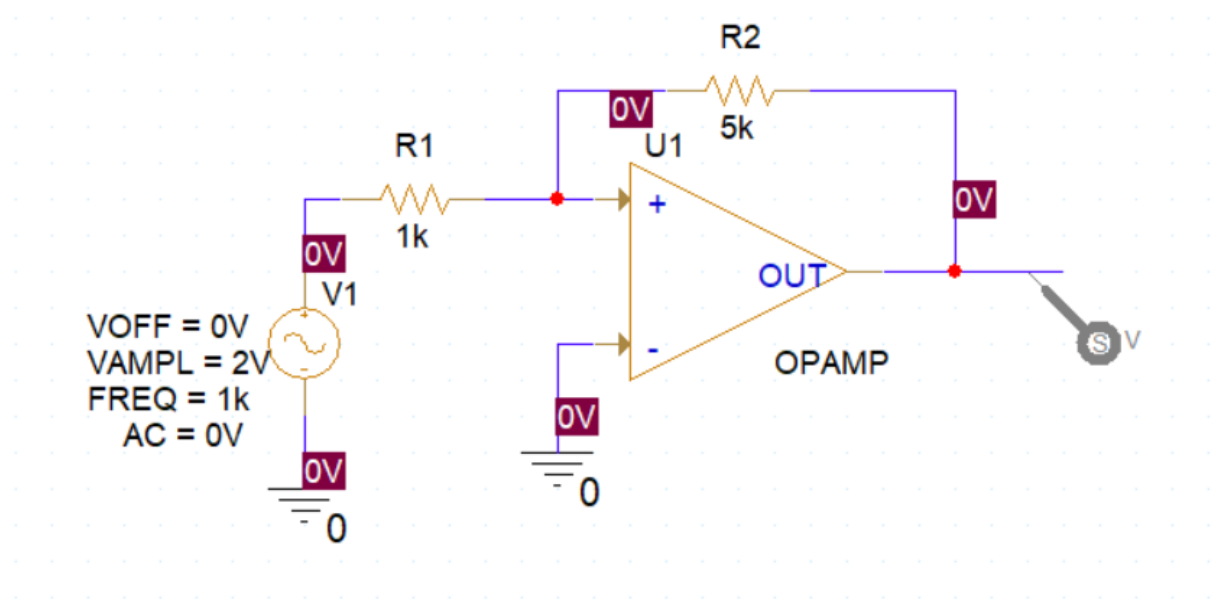 R2
0V
5k
U1
R1
1k
+
0V
0V
OUT
V1
VOFF = 0V
VAMPL = 2V
FREQ = 1k
AC = 0V
+
-
-
OPAMP
S
V
0V
0
0V
0